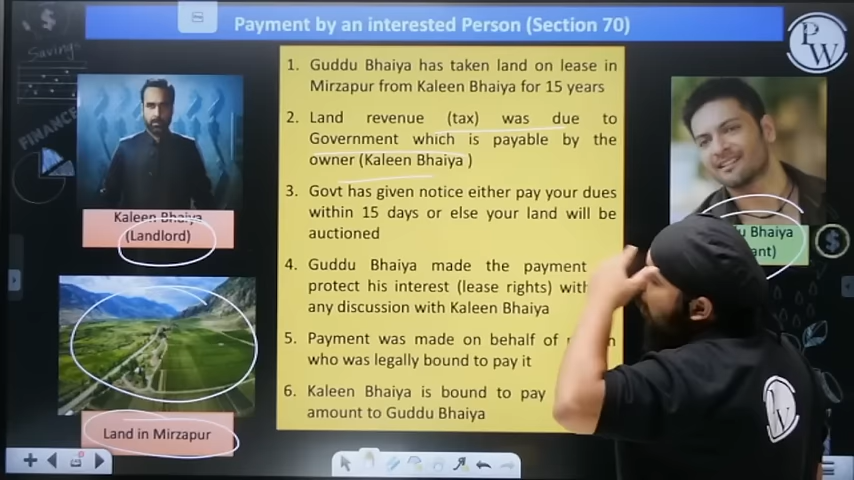 Payment by an interested Person (Section 70)
Savings
FINANCE
PW
1. Guddu Bhaiya has taken land on lease in
Mirzapur from Kaleen Bhaiya for 15 years
2. Land revenue (tax) was due to
Government which is payable by the
owner (Kaleen Bhaiya )
3. Govt has given notice either pay your dues
within 15 days or else your land will be
auctioned
4. Guddu Bhaiya made the payment
protect his interest (lease rights)
any discussion with Kaleen Bhaiya
5. Payment was made on behalf of
who was legally bound to pay it
6. Kaleen Bhaiya is bound to pay
amount to Guddu Bhaiya
Kaleen Bhaiya
(Landlord)
Land in Mirzapur
Bhaiya